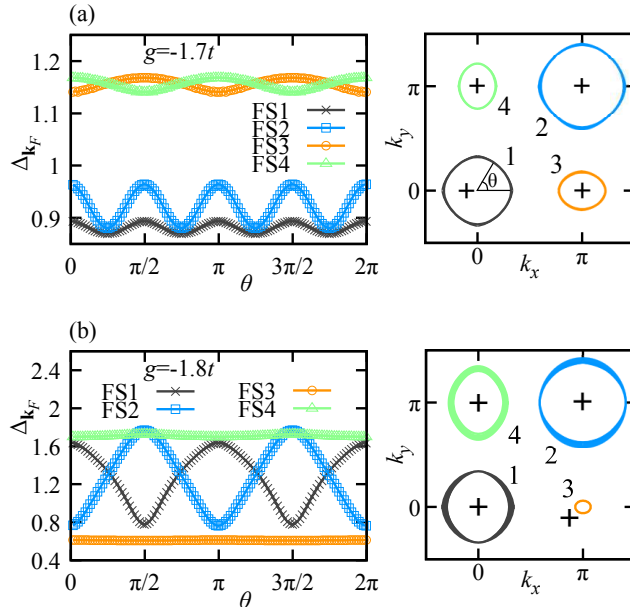 (a)
g=-1.7t
1.2
1.1
1
0.9
Δ_{k_F}
FS1
FS2
FS3
FS4
0 π/2 π 3π/2 2π
θ
4
2
1
3
θ
π
0
k_y
0 π
k_x
(b)
g=-1.8t
2.4
2
1.6
1.2
0.8
0.4
Δ_{k_F}
FS1 FS3
FS2 FS4
0 π/2 π 3π/2 2π
θ
4
2
1
3
π
0
k_y
0 π
k_x